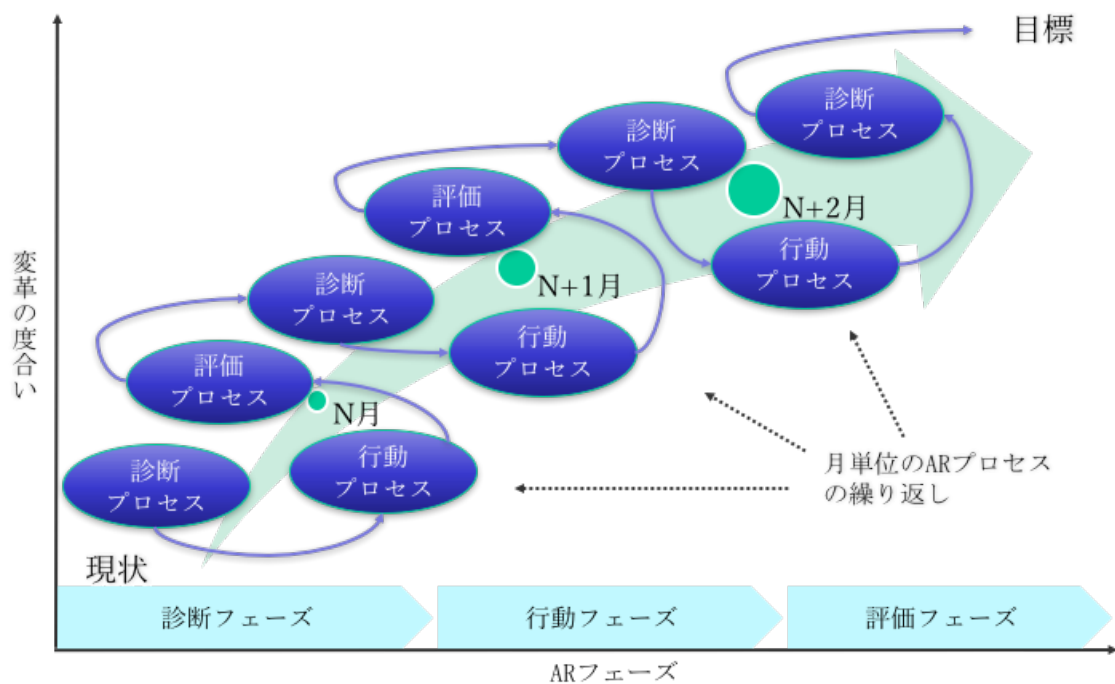 目標
診断
プロセス
診断
プロセス
評価
プロセス
N+2月
行動
プロセス
診断
プロセス
N+1月
行動
プロセス
変革の度合い
評価
プロセス
N月
行動
プロセス
診断
プロセス
月単位のARプロセス
の繰り返し
現状
診断フェーズ
行動フェーズ
評価フェーズ
ARフェーズ